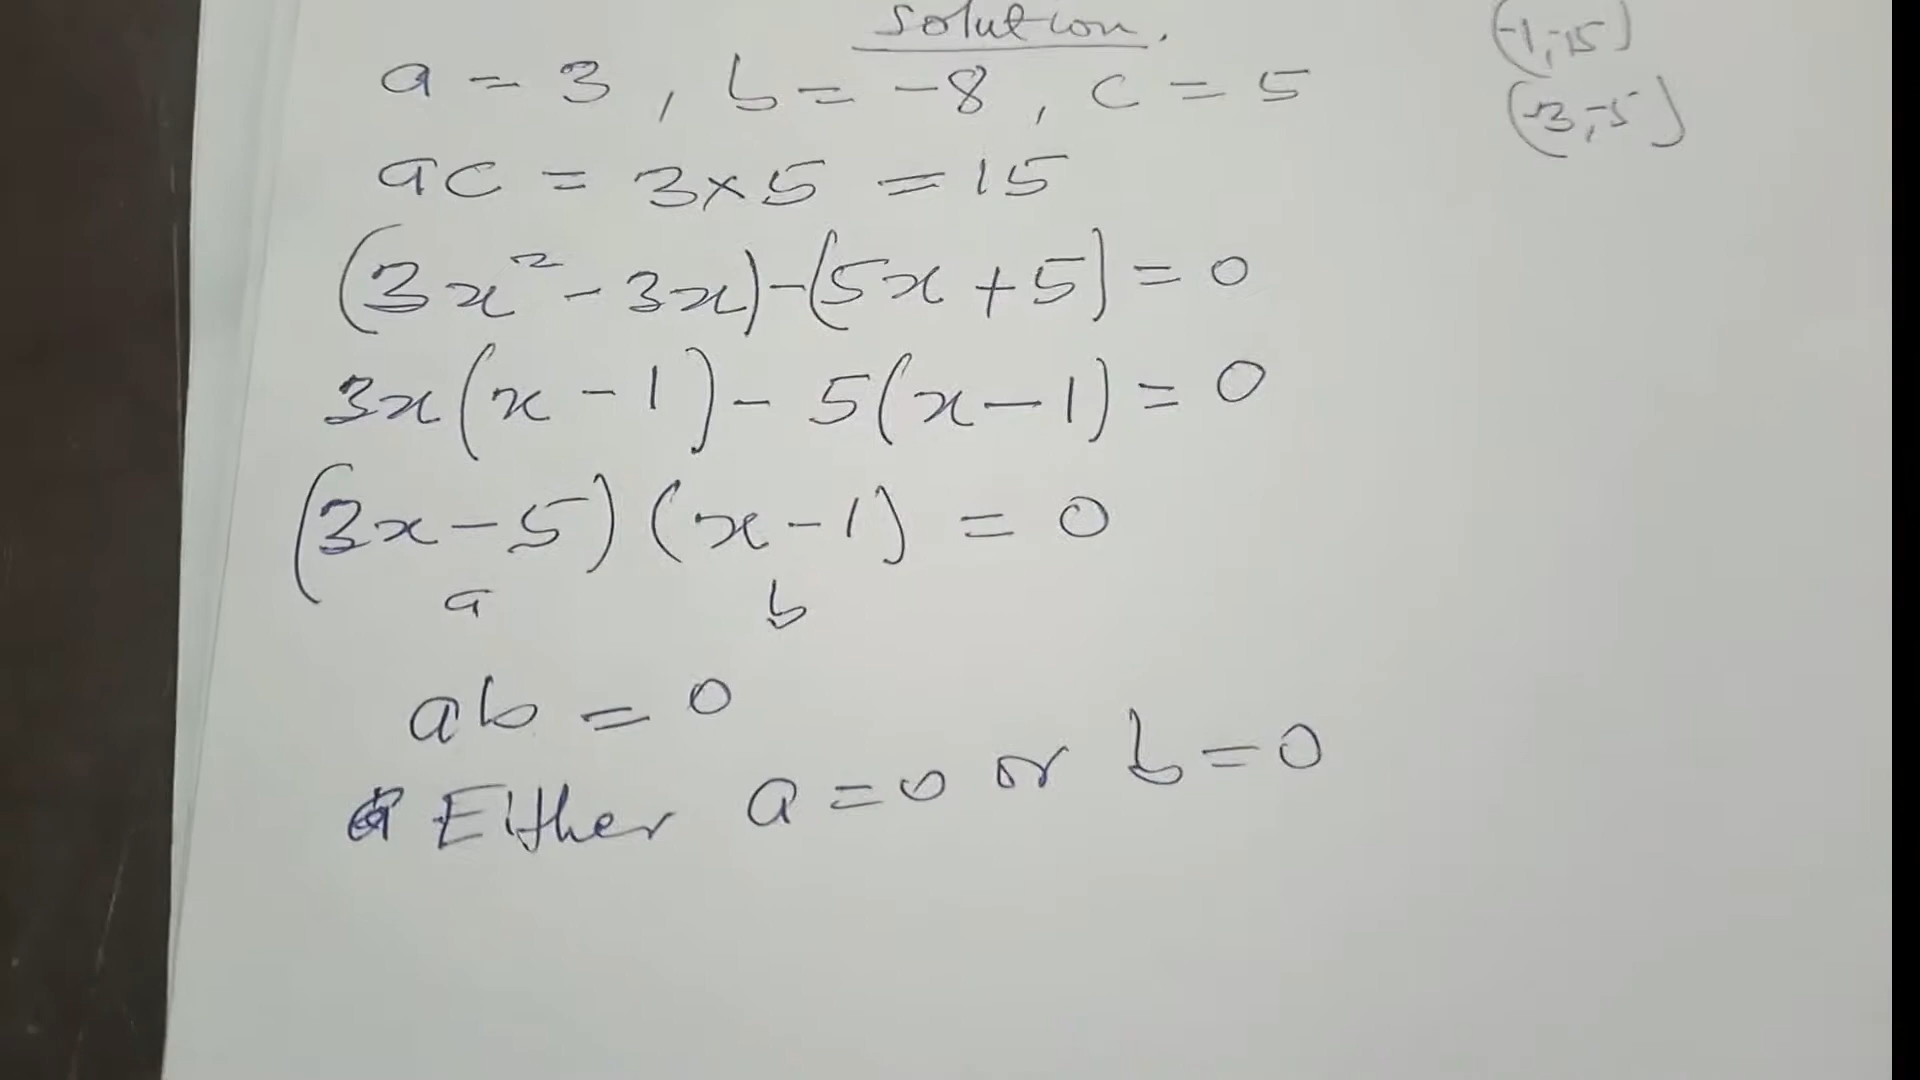 Solution.
(-1,-15)
a = 3, b = -8, c = 5
(-3,-5)
ac = 3×5 = 15
(3x² - 3x) - (5x + 5) = 0
3x(x - 1) - 5(x - 1) = 0
(3x - 5) (x - 1) = 0
a b
ab = 0
Either a = 0 or b = 0